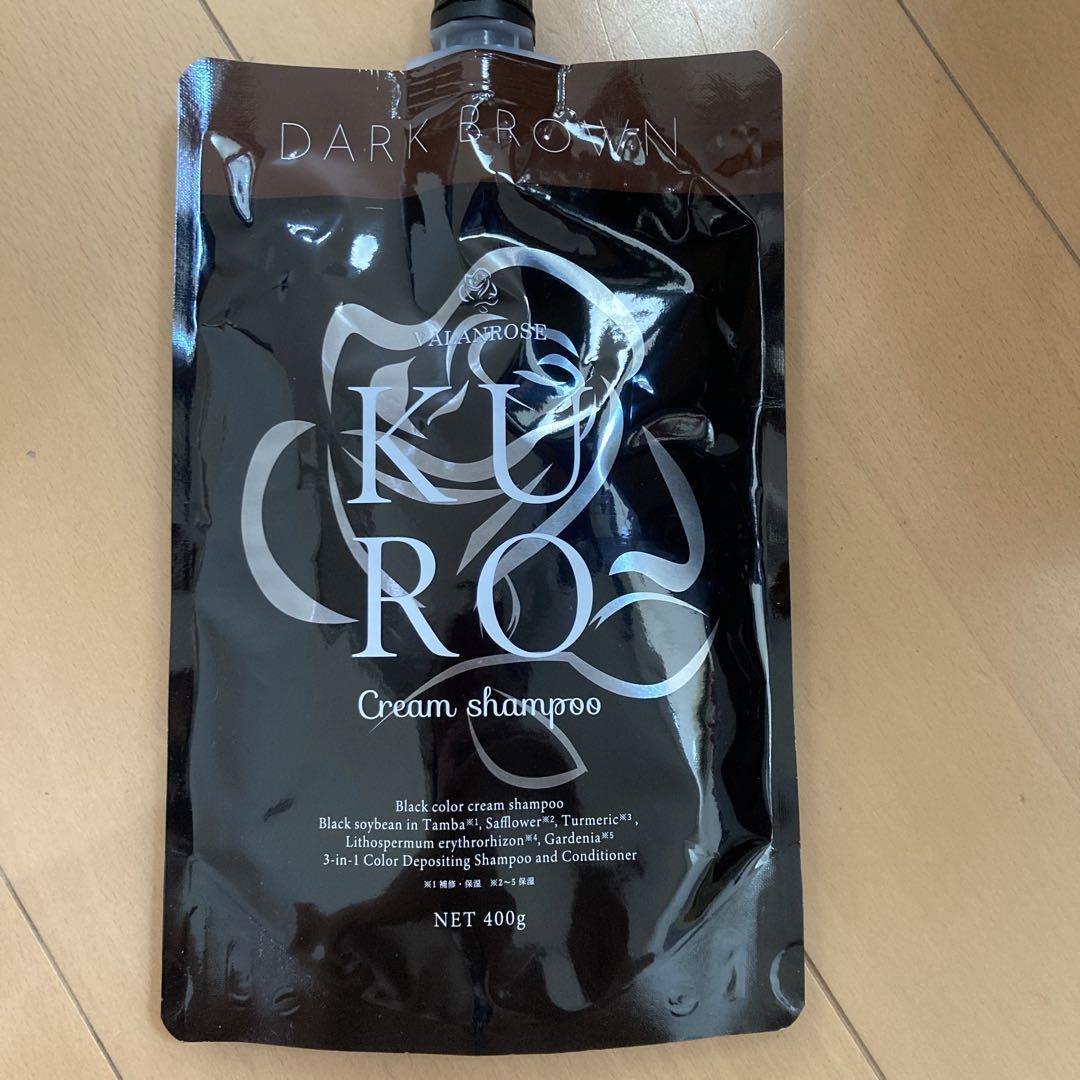 DARK BROWN
VALANROSE
KU
RO
Cream shampoo
Black color cream shampoo
Black soybean in Tamba※1, Safflower※2, Turmeric※3,
Lithospermum erythrorhizon※4, Gardenia※5
3-in-1 Color Depositing Shampoo and Conditioner
※1 補修・保湿 ※2～5 保湿
NET 400g